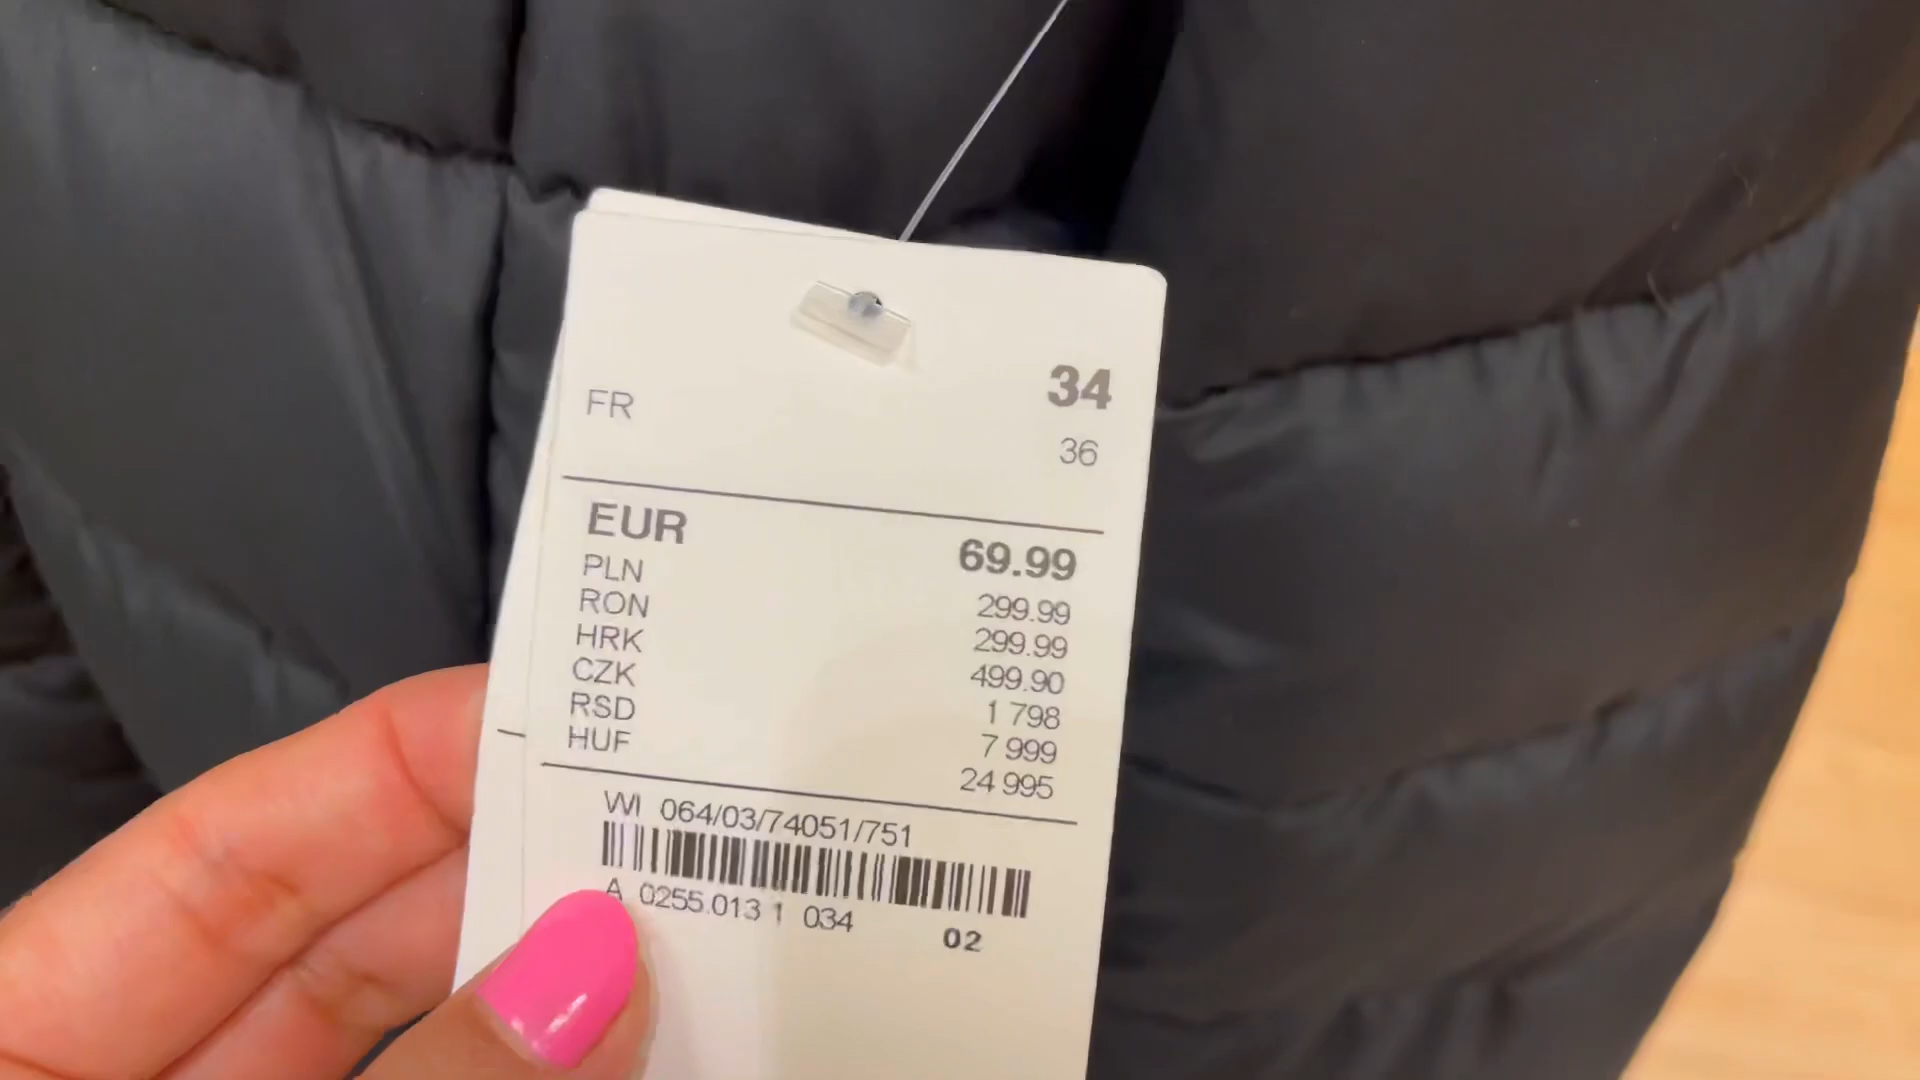 34
FR 36
EUR 69.99
PLN 299.99
RON 299.99
HRK 499.90
CZK 1 798
RSD 7 999
HUF 24 995
WI 064/03/74051/751
A 0255.013 1 034 02